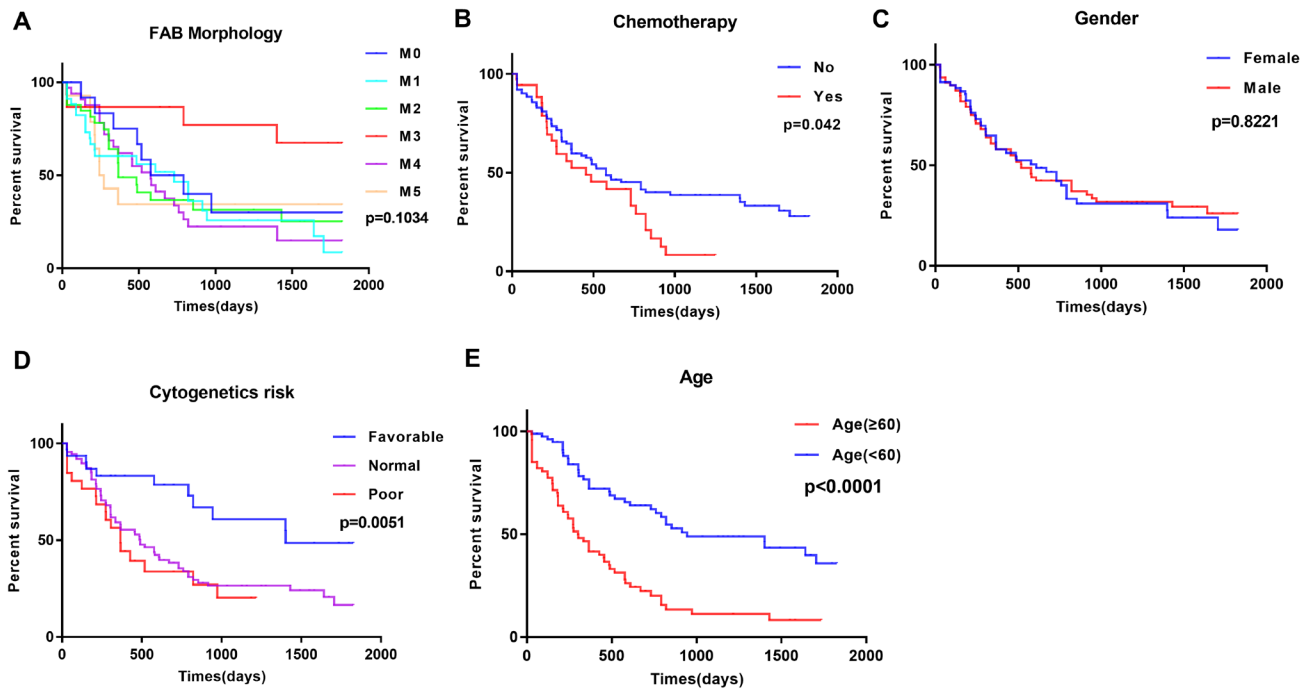 A
FAB Morphology
Percent survival
100
50
0
0 500 1000 1500 2000
Times(days)
M0
M1
M2
M3
M4
M5
p=0.1034
B
Chemotherapy
Percent survival
100
50
0
0 500 1000 1500 2000
Times(days)
No
Yes
p=0.042
C
Gender
Percent survival
100
50
0
0 500 1000 1500 2000
Times(days)
Female
Male
p=0.8221
D
Cytogenetics risk
Percent survival
100
50
0
0 500 1000 1500 2000
Times(days)
Favorable
Normal
Poor
p=0.0051
E
Age
Percent survival
100
50
0
0 500 1000 1500 2000
Times(days)
Age(≥60)
Age(<60)
p<0.0001